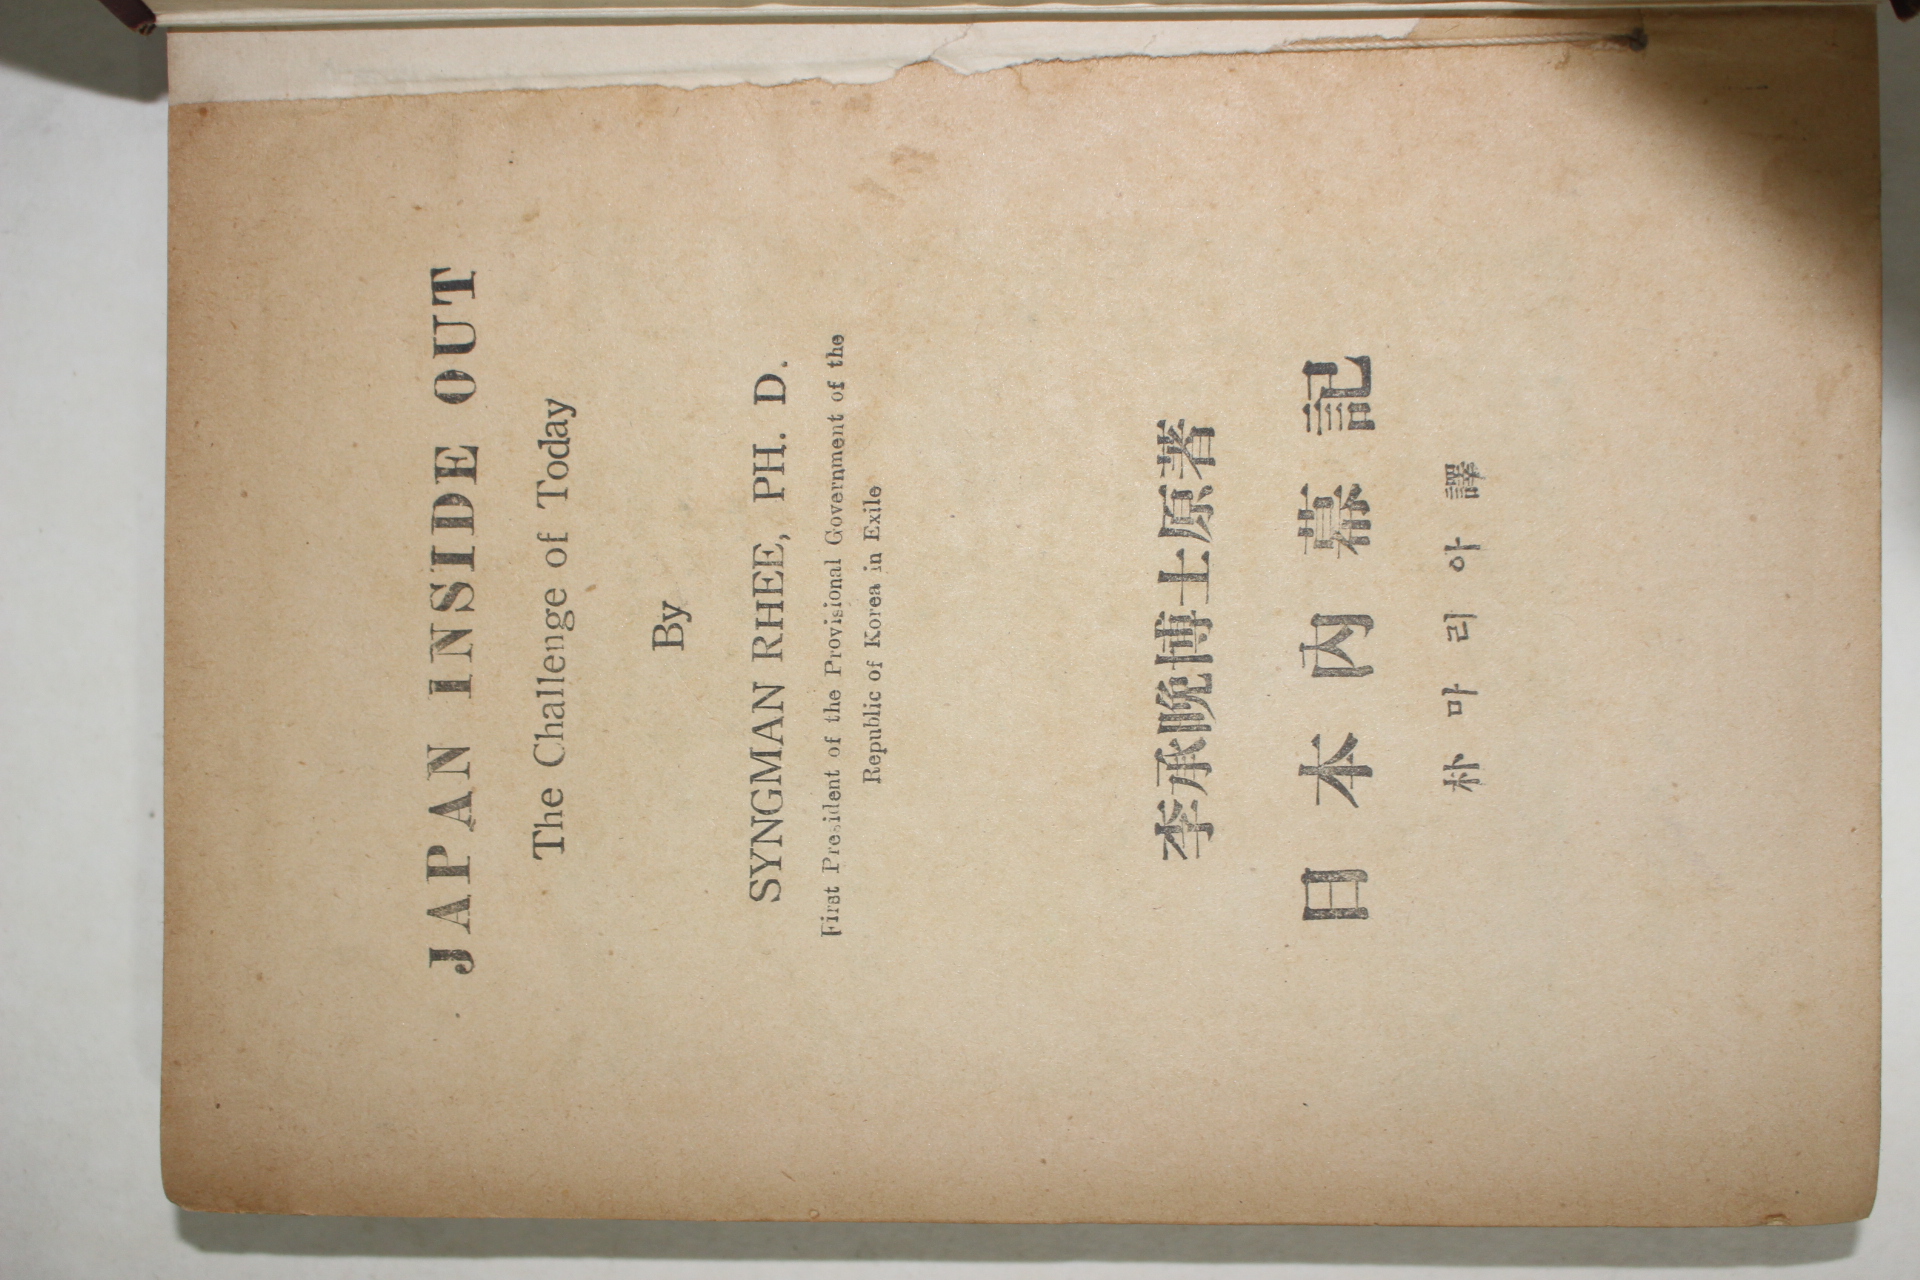 JAPAN INSIDE OUT
The Challenge of Today
By
SYNGMAN RHEE, PH. D.
First President of the Provisional Government of the
Republic of Korea in Exile
李承晩博士原著
日本內幕記
朴마리아 譯